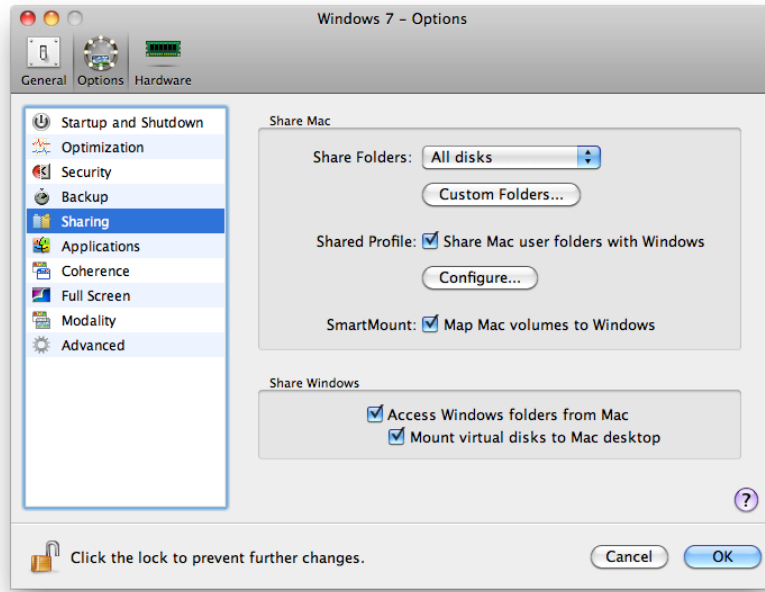 Windows 7 – Options
General Options Hardware
Startup and Shutdown
Optimization
Security
Backup
Sharing
Applications
Coherence
Full Screen
Modality
Advanced
Share Mac
Share Folders: All disks
Custom Folders...
Shared Profile: Share Mac user folders with Windows
Configure...
SmartMount: Map Mac volumes to Windows
Share Windows
Access Windows folders from Mac
Mount virtual disks to Mac desktop
?
Click the lock to prevent further changes.
Cancel OK